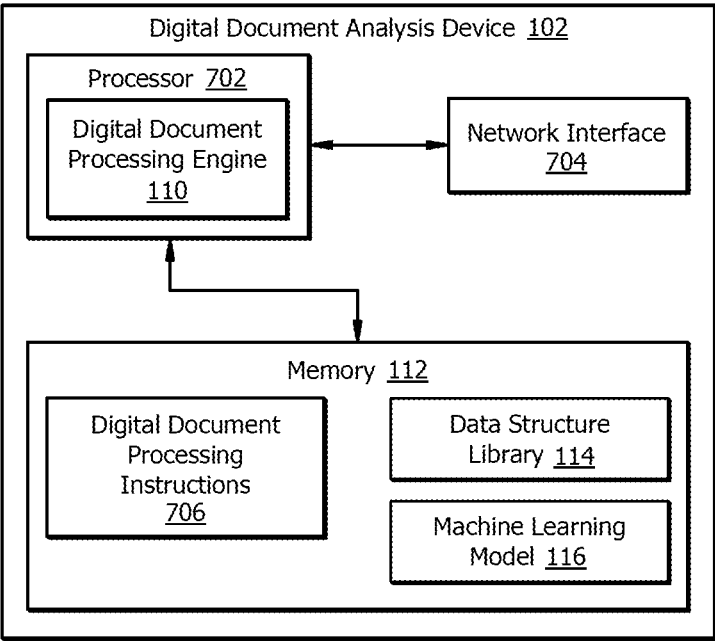 Digital Document Analysis Device 102
Processor 702
Digital Document
Processing Engine
110
Network Interface
704
Memory 112
Digital Document
Processing
Instructions
706
Data Structure
Library 114
Machine Learning
Model 116